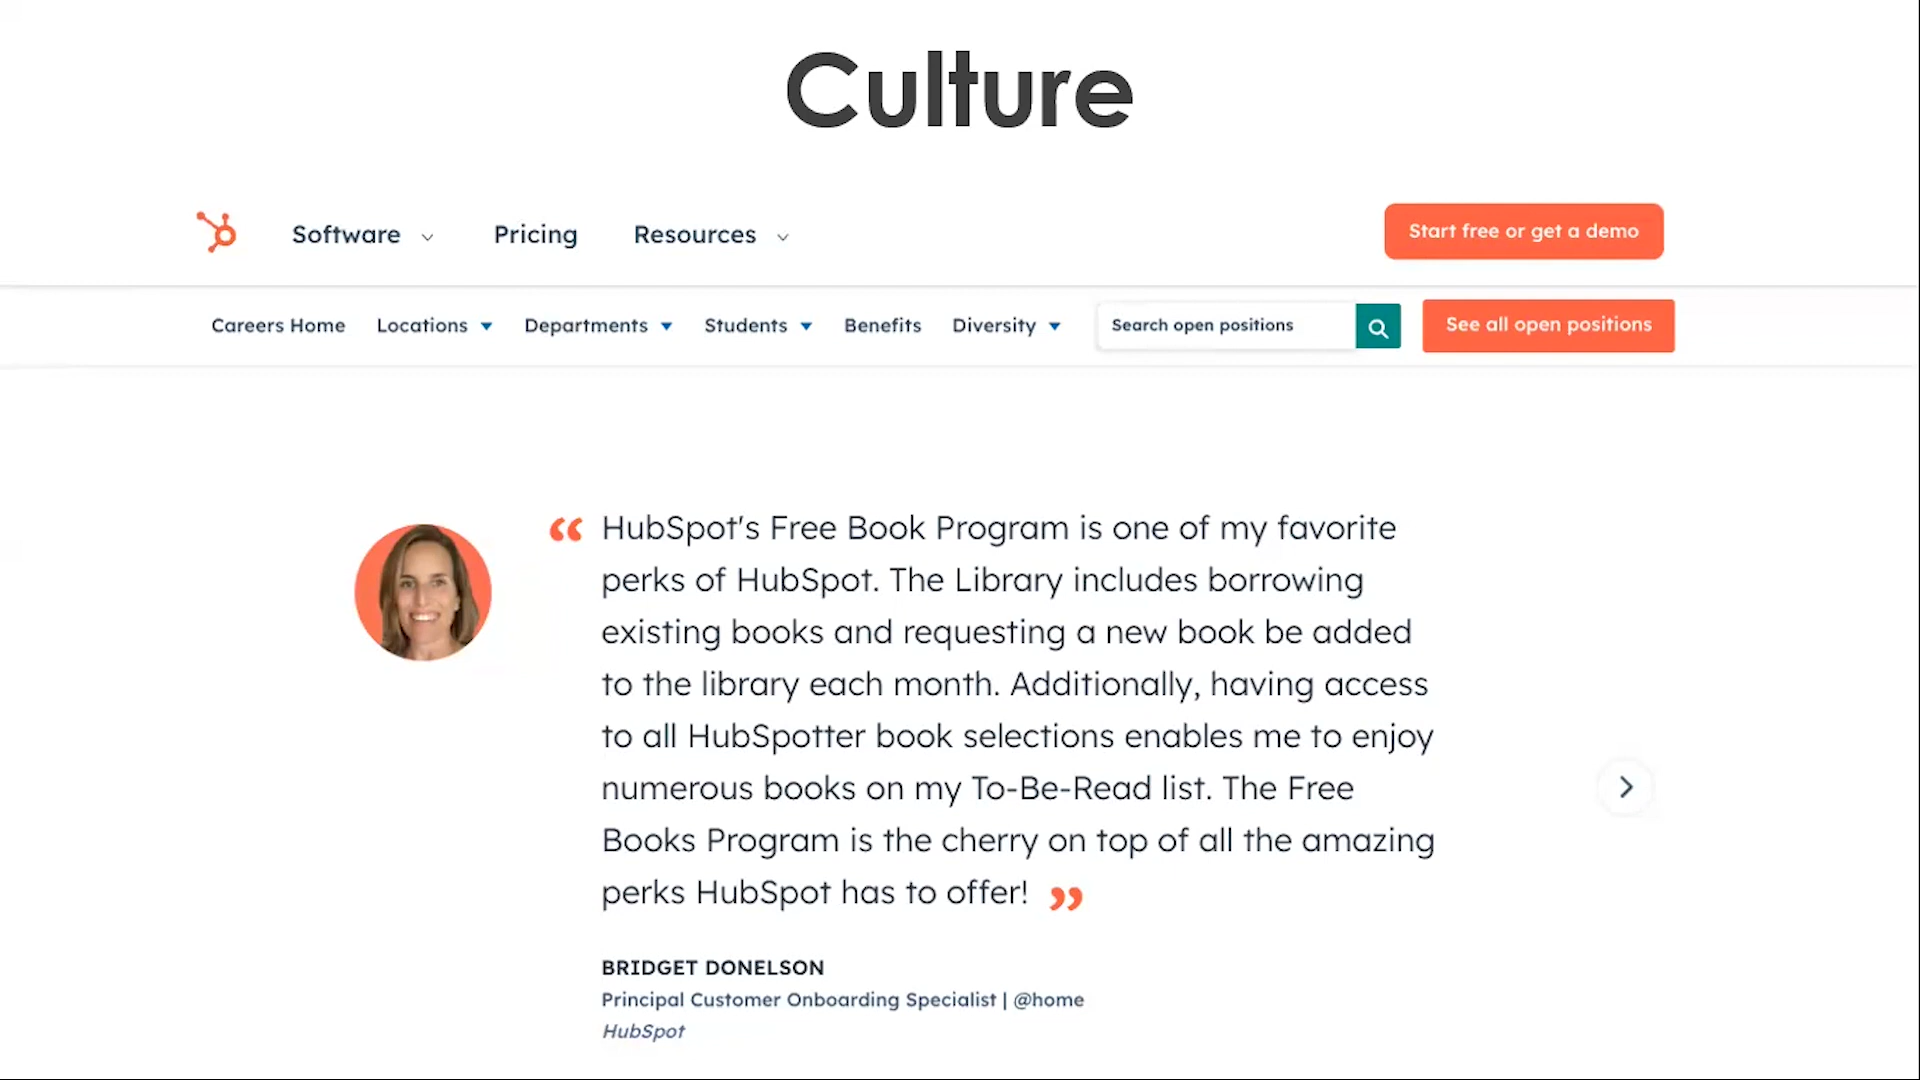 Culture
Software Pricing Resources Start free or get a demo
Careers Home Locations Departments Students Benefits Diversity Search open positions See all open positions
“ HubSpot's Free Book Program is one of my favorite
perks of HubSpot. The Library includes borrowing
existing books and requesting a new book be added
to the library each month. Additionally, having access
to all HubSpotter book selections enables me to enjoy
numerous books on my To-Be-Read list. The Free
Books Program is the cherry on top of all the amazing
perks HubSpot has to offer! ”
BRIDGET DONELSON
Principal Customer Onboarding Specialist | @home
HubSpot